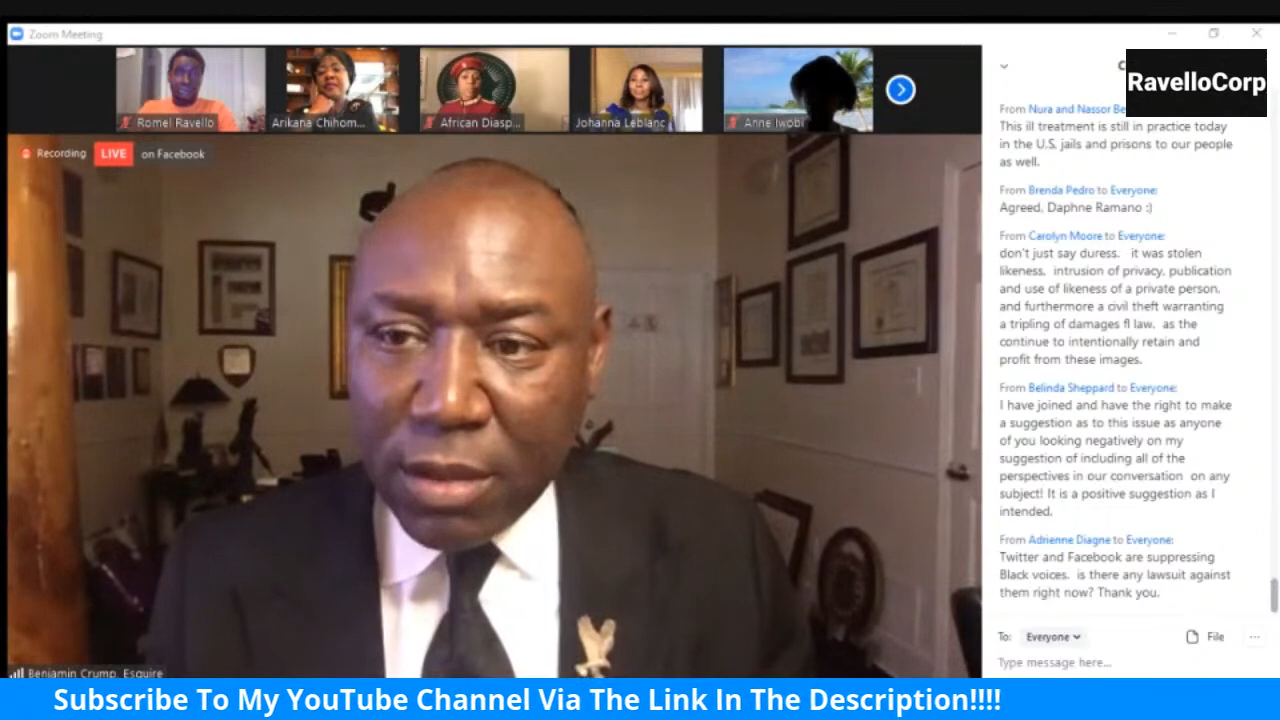 Zoom Meeting
Romel Ravello
Arikana Chihom...
African Diasp...
Johanna Leblanc
Anne Iwobi
RavelloCorp
Recording
LIVE
on Facebook
From Nura and Nassor Be
This ill treatment is still in practice today
in the U.S. jails and prisons to our people
as well.
From Brenda Pedro to Everyone:
Agreed, Daphne Ramano :)
From Carolyn Moore to Everyone:
don't just say duress. it was stolen
likeness. intrusion of privacy, publication
and use of likeness of a private person.
and furthermore a civil theft warranting
a tripling of damages fl law. as the
continue to intentionally retain and
profit from these images.
From Belinda Sheppard to Everyone:
I have joined and have the right to make
a suggestion as to this issue as anyone
of you looking negatively on my
suggestion of including all of the
perspectives in our conversation on any
subject! It is a positive suggestion as I
intended.
From Adrienne Diagne to Everyone:
Twitter and Facebook are suppressing
Black voices. is there any lawsuit against
them right now? Thank you.
To: Everyone
File
Type message here...
Benjamin Crump, Esquire
Subscribe To My YouTube Channel Via The Link In The Description!!!!